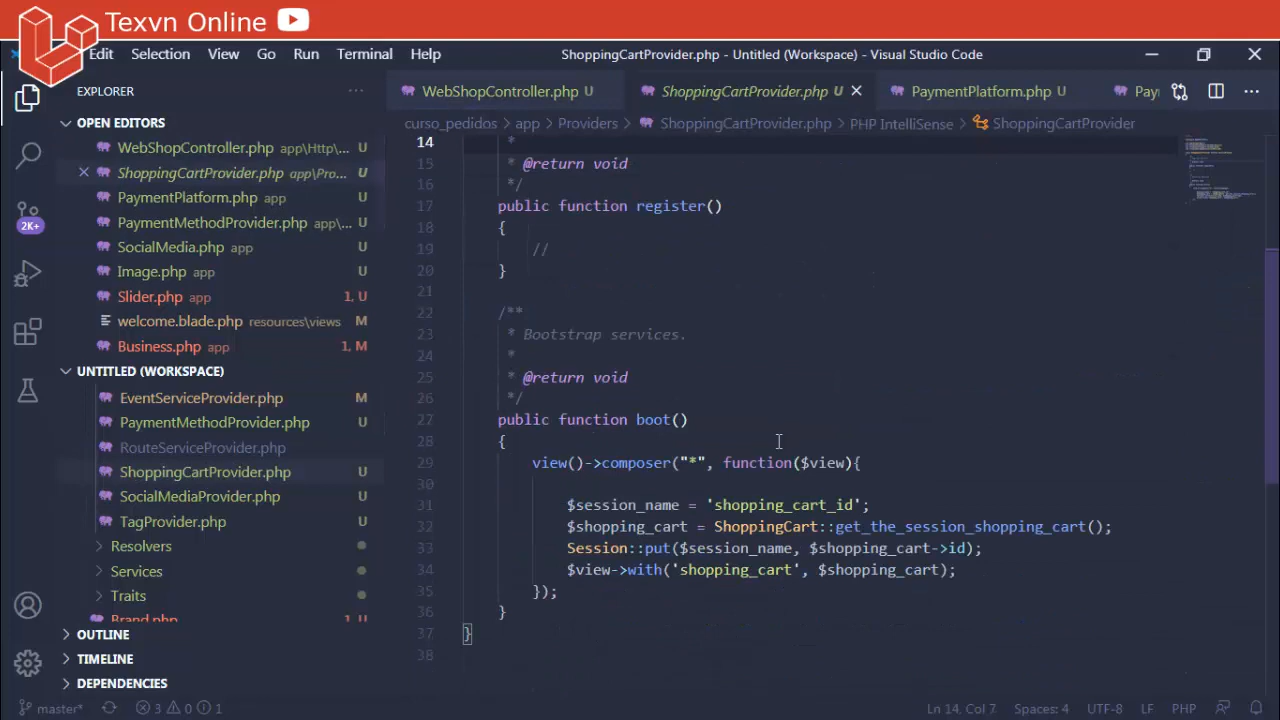 Texvn Online
Edit Selection View Go Run Terminal Help
ShoppingCartProvider.php - Untitled (Workspace) - Visual Studio Code
EXPLORER
OPEN EDITORS
WebShopController.php app\Http\... U
ShoppingCartProvider.php app\Pro... U
PaymentPlatform.php app U
PaymentMethodProvider.php app\... U
SocialMedia.php app U
Image.php app U
Slider.php app 1, U
welcome.blade.php resources\views M
Business.php app 1, M
UNTITLED (WORKSPACE)
EventServiceProvider.php M
PaymentMethodProvider.php U
RouteServiceProvider.php
ShoppingCartProvider.php U
SocialMediaProvider.php U
TagProvider.php U
Resolvers
Services
Traits
Brand.php 1, M
OUTLINE
TIMELINE
DEPENDENCIES
2K+
WebShopController.php U
ShoppingCartProvider.php U
PaymentPlatform.php U
Pay
curso_pedidos > app > Providers > ShoppingCartProvider.php > PHP IntelliSense > ShoppingCartProvider
14 *
15 * @return void
16 */
17 public function register()
18 {
19 //
20 }
21
22 /**
23 * Bootstrap services.
24 *
25 * @return void
26 */
27 public function boot()
28 {
29 view()->composer("*", function($view){
30
31 $session_name = 'shopping_cart_id';
32 $shopping_cart = ShoppingCart::get_the_session_shopping_cart();
33 Session::put($session_name, $shopping_cart->id);
34 $view->with('shopping_cart', $shopping_cart);
35 });
36 }
37 }
38
master* 3 0 1 Ln 14, Col 7 Spaces: 4 UTF-8 LF PHP